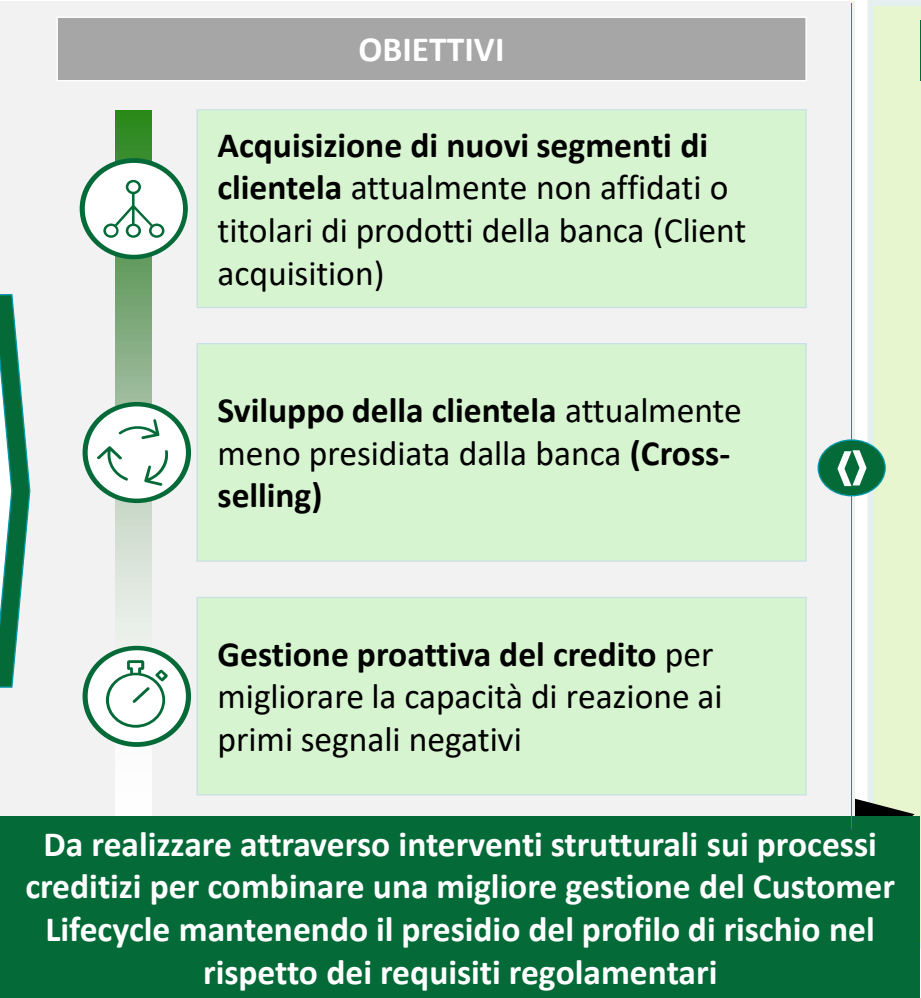 OBIETTIVI
Acquisizione di nuovi segmenti di
clientela attualmente non affidati o
titolari di prodotti della banca (Client
acquisition)
Sviluppo della clientela attualmente
meno presidiata dalla banca (Cross-
selling)
Gestione proattiva del credito per
migliorare la capacità di reazione ai
primi segnali negativi
Da realizzare attraverso interventi strutturali sui processi
creditizi per combinare una migliore gestione del Customer
Lifecycle mantenendo il presidio del profilo di rischio nel
rispetto dei requisiti regolamentari